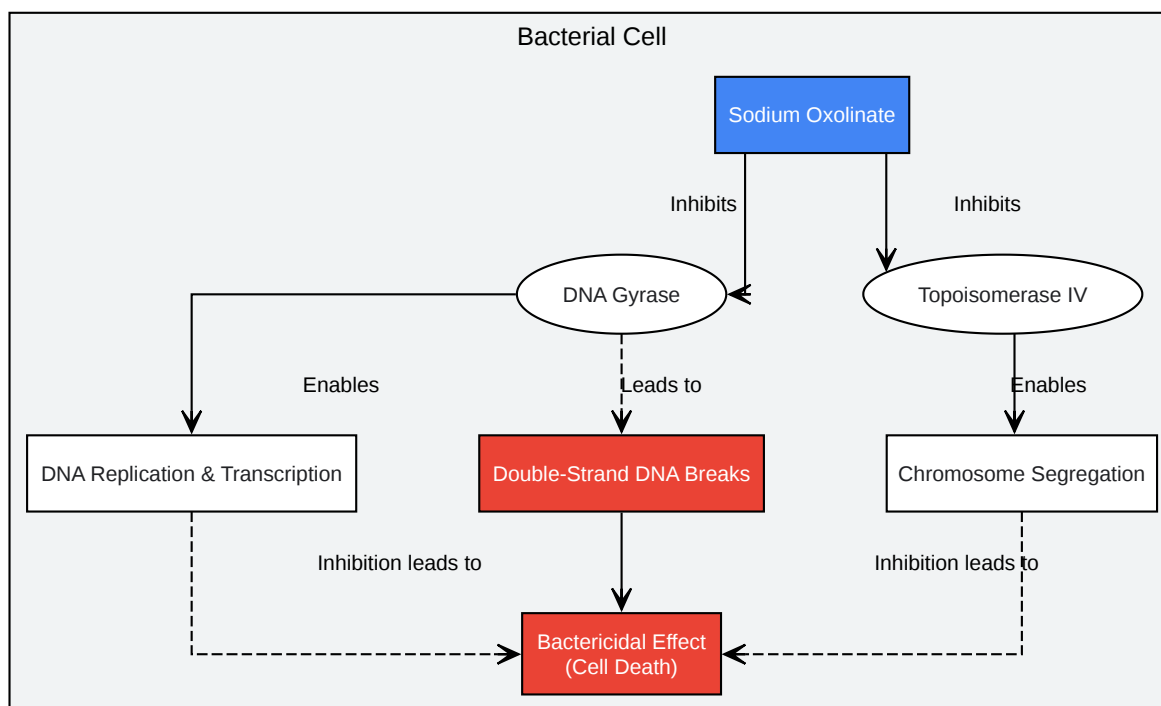 Bacterial Cell
Sodium Oxolinate
Inhibits
Inhibits
DNA Gyrase
Topoisomerase IV
Enables
Leads to
Enables
DNA Replication & Transcription
Double-Strand DNA Breaks
Chromosome Segregation
Inhibition leads to
Inhibition leads to
Bactericidal Effect
(Cell Death)